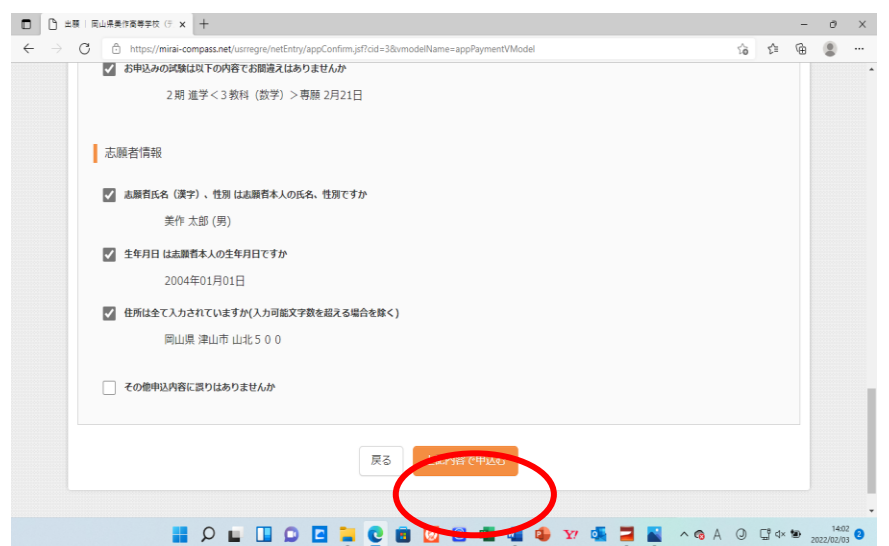 出願 | 岡山県美作高等学校 (テ
https://mirai-compass.net/usrregre/netEntry/appConfirm.jsf?cid=3&vmodelName=appPaymentVModel
お申込みの試験は以下の内容でお間違えはありませんか
2期 進学<3教科（数学）>専願 2月21日
志願者情報
志願者氏名（漢字）、性別 は志願者本人の氏名、性別ですか
美作 太郎 (男)
生年月日 は志願者本人の生年月日ですか
2004年01月01日
住所は全て入力されていますか(入力可能文字数を超える場合を除く)
岡山県 津山市 山北５００
その他申込内容に誤りはありませんか
戻る
内容で申込む
A
14:02
2022/02/03
2